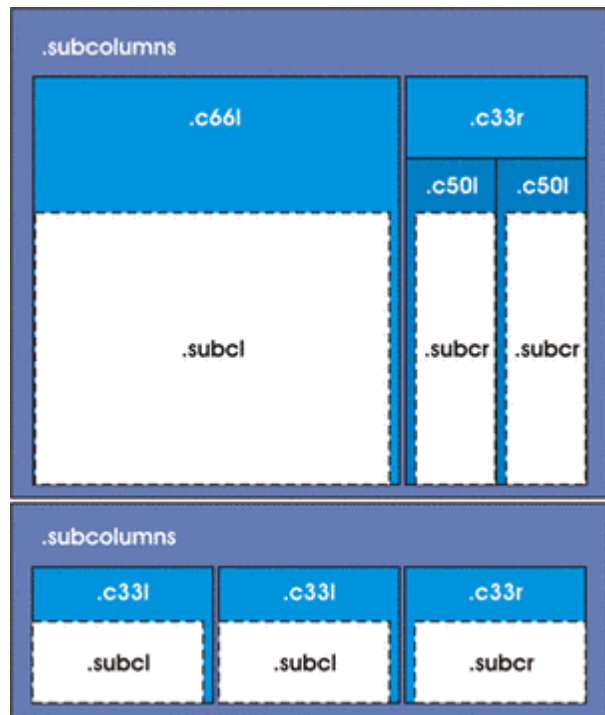 .subcolumns
.c66l
.c33r
.c50l
.c50l
.subcl
.subcr
.subcr
.subcolumns
.c33l
.c33l
.c33r
.subcl
.subcl
.subcr